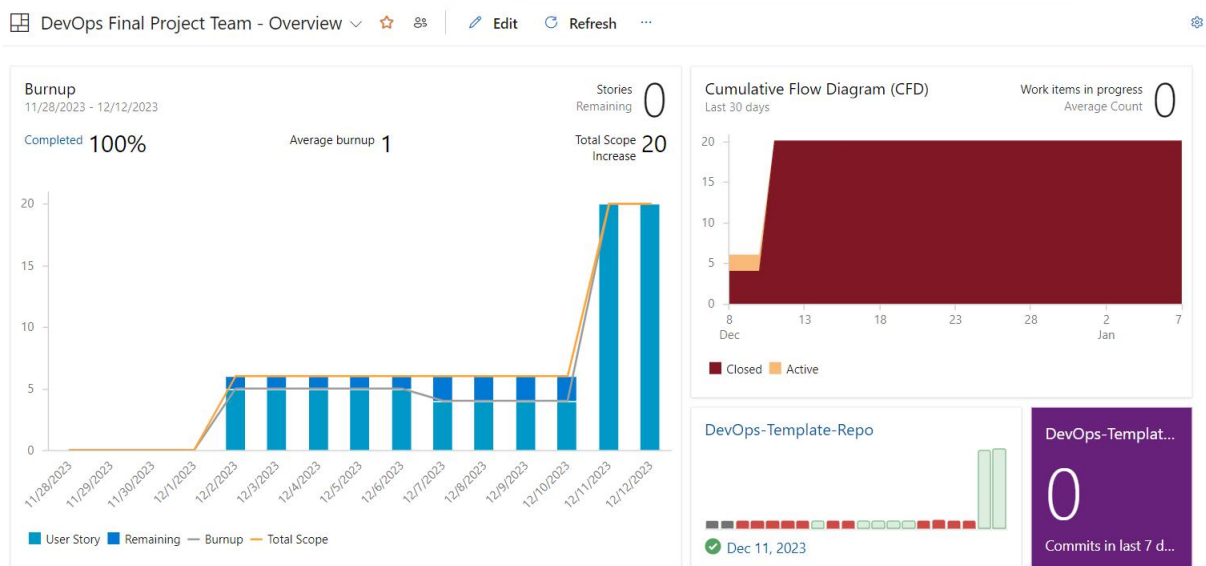 DevOps Final Project Team - Overview
Edit
Refresh
...
Burnup
11/28/2023 - 12/12/2023
Stories
Remaining
0
Completed 100%
Average burnup 1
Total Scope
Increase
20
20
15
10
5
0
11/28/2023
11/29/2023
11/30/2023
12/1/2023
12/2/2023
12/3/2023
12/4/2023
12/5/2023
12/6/2023
12/7/2023
12/8/2023
12/9/2023
12/10/2023
12/11/2023
12/12/2023
User Story Remaining Burnup Total Scope
Cumulative Flow Diagram (CFD)
Last 30 days
Work items in progress
Average Count
0
20
15
10
5
0
8 13 18 23 28 2 7
Dec Jan
Closed Active
DevOps-Template-Repo
Dec 11, 2023
DevOps-Templat...
0
Commits in last 7 d...